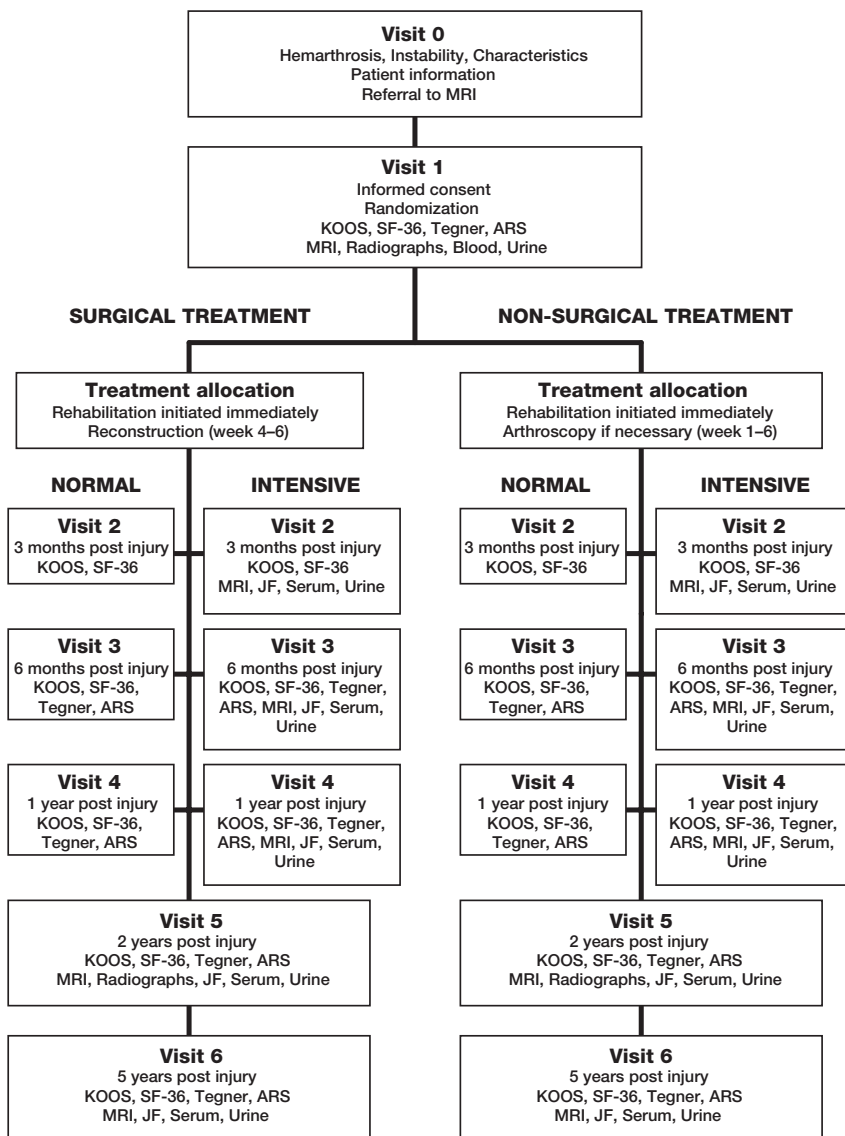 Visit 0
Hemarthrosis, Instability, Characteristics
Patient information
Referral to MRI
Visit 1
Informed consent
Randomization
KOOS, SF-36, Tegner, ARS
MRI, Radiographs, Blood, Urine
SURGICAL TREATMENT
NON-SURGICAL TREATMENT
Treatment allocation
Rehabilitation initiated immediately
Reconstruction (week 4–6)
Treatment allocation
Rehabilitation initiated immediately
Arthroscopy if necessary (week 1–6)
NORMAL
INTENSIVE
NORMAL
INTENSIVE
Visit 2
3 months post injury
KOOS, SF-36
Visit 2
3 months post injury
KOOS, SF-36
MRI, JF, Serum, Urine
Visit 2
3 months post injury
KOOS, SF-36
Visit 2
3 months post injury
KOOS, SF-36
MRI, JF, Serum, Urine
Visit 3
6 months post injury
KOOS, SF-36,
Tegner, ARS
Visit 3
6 months post injury
KOOS, SF-36, Tegner,
ARS, MRI, JF, Serum,
Urine
Visit 3
6 months post injury
KOOS, SF-36,
Tegner, ARS
Visit 3
6 months post injury
KOOS, SF-36, Tegner,
ARS, MRI, JF, Serum,
Urine
Visit 4
1 year post injury
KOOS, SF-36,
Tegner, ARS
Visit 4
1 year post injury
KOOS, SF-36, Tegner,
ARS, MRI, JF, Serum,
Urine
Visit 4
1 year post injury
KOOS, SF-36,
Tegner, ARS
Visit 4
1 year post injury
KOOS, SF-36, Tegner,
ARS, MRI, JF, Serum,
Urine
Visit 5
2 years post injury
KOOS, SF-36, Tegner, ARS
MRI, Radiographs, JF, Serum, Urine
Visit 5
2 years post injury
KOOS, SF-36, Tegner, ARS
MRI, Radiographs, JF, Serum, Urine
Visit 6
5 years post injury
KOOS, SF-36, Tegner, ARS
MRI, JF, Serum, Urine
Visit 6
5 years post injury
KOOS, SF-36, Tegner, ARS
MRI, JF, Serum, Urine